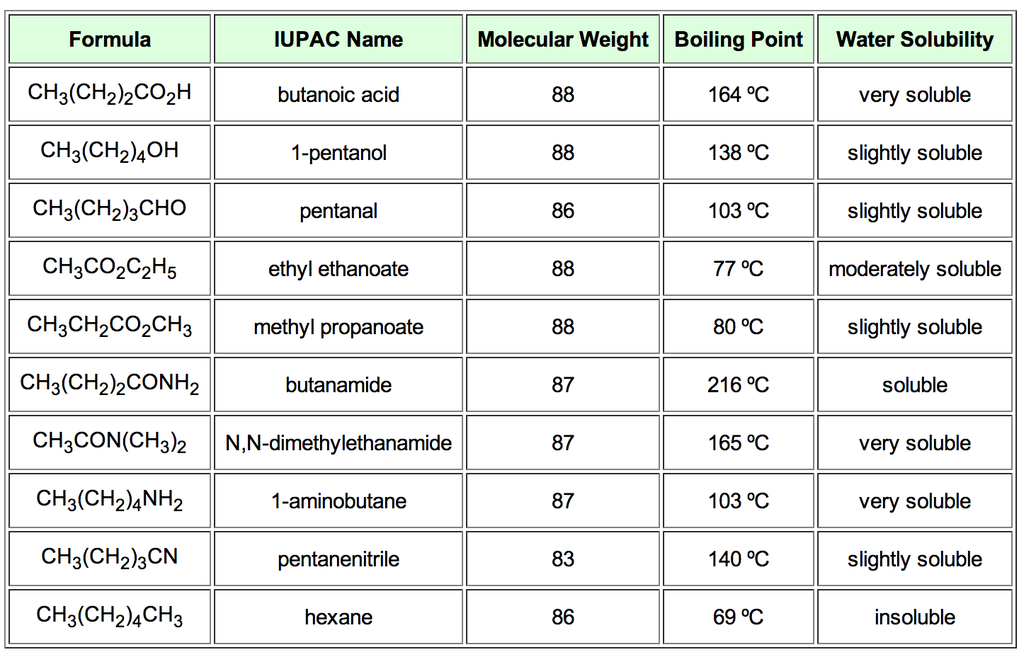 Formula IUPAC Name Molecular Weight Boiling Point Water Solubility
CH₃(CH₂)₂CO₂H butanoic acid 88 164 ºC very soluble
CH₃(CH₂)₄OH 1-pentanol 88 138 ºC slightly soluble
CH₃(CH₂)₃CHO pentanal 86 103 ºC slightly soluble
CH₃CO₂C₂H₅ ethyl ethanoate 88 77 ºC moderately soluble
CH₃CH₂CO₂CH₃ methyl propanoate 88 80 ºC slightly soluble
CH₃(CH₂)₂CONH₂ butanamide 87 216 ºC soluble
CH₃CON(CH₃)₂ N,N-dimethylethanamide 87 165 ºC very soluble
CH₃(CH₂)₄NH₂ 1-aminobutane 87 103 ºC very soluble
CH₃(CH₂)₃CN pentanenitrile 83 140 ºC slightly soluble
CH₃(CH₂)₄CH₃ hexane 86 69 ºC insoluble